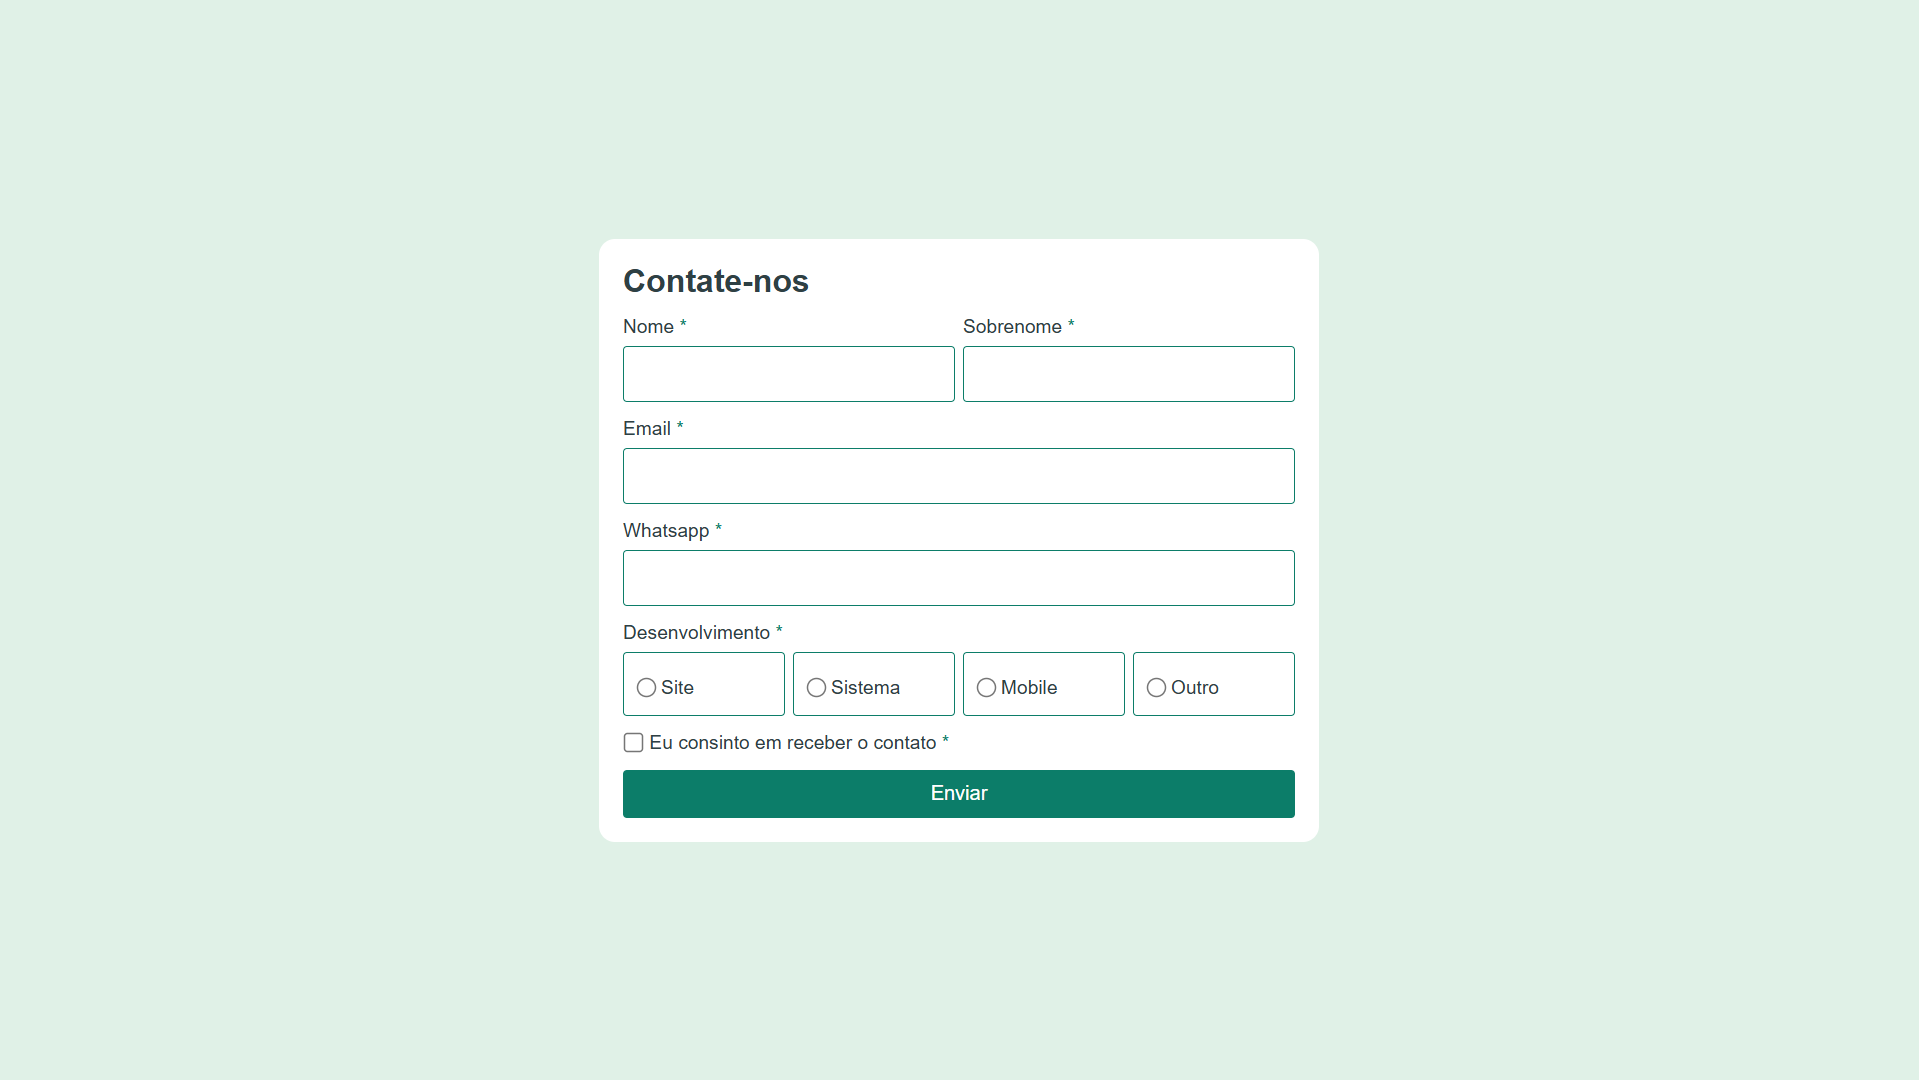 Contate-nos
Nome * Sobrenome *
Email *
Whatsapp *
Desenvolvimento *
Site Sistema Mobile Outro
Eu consinto em receber o contato *
Enviar